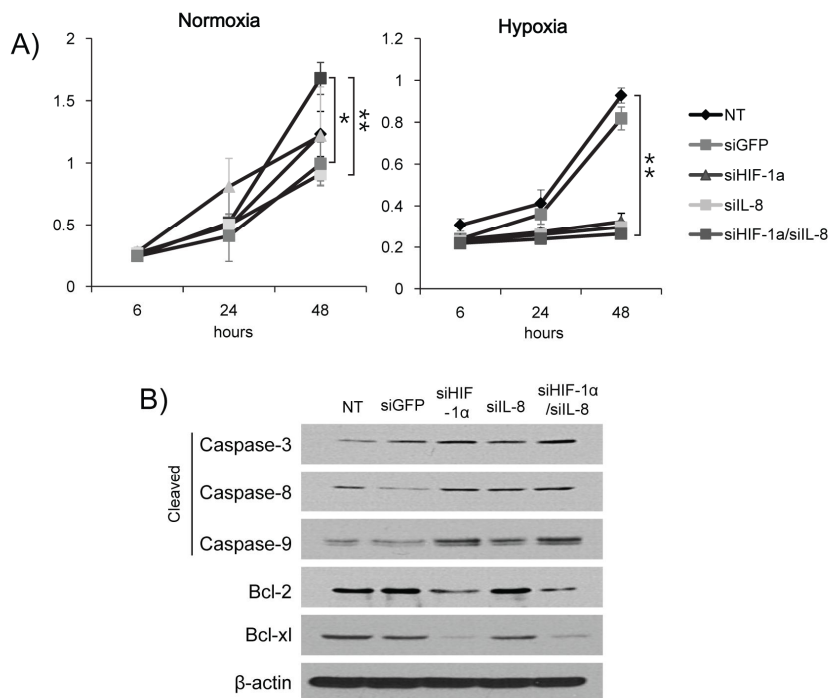 A)
Normoxia
2
1.5
1
0.5
0
6 24 48
hours
*
**
Hypoxia
1.2
1
0.8
0.6
0.4
0.2
0
6 24 48
hours
**
NT
siGFP
siHIF-1a
siIL-8
siHIF-1a/siIL-8
B)
NT siGFP siHIF-1α siIL-8 siHIF-1α/siIL-8
Cleaved
Caspase-3
Caspase-8
Caspase-9
Bcl-2
Bcl-xl
β-actin